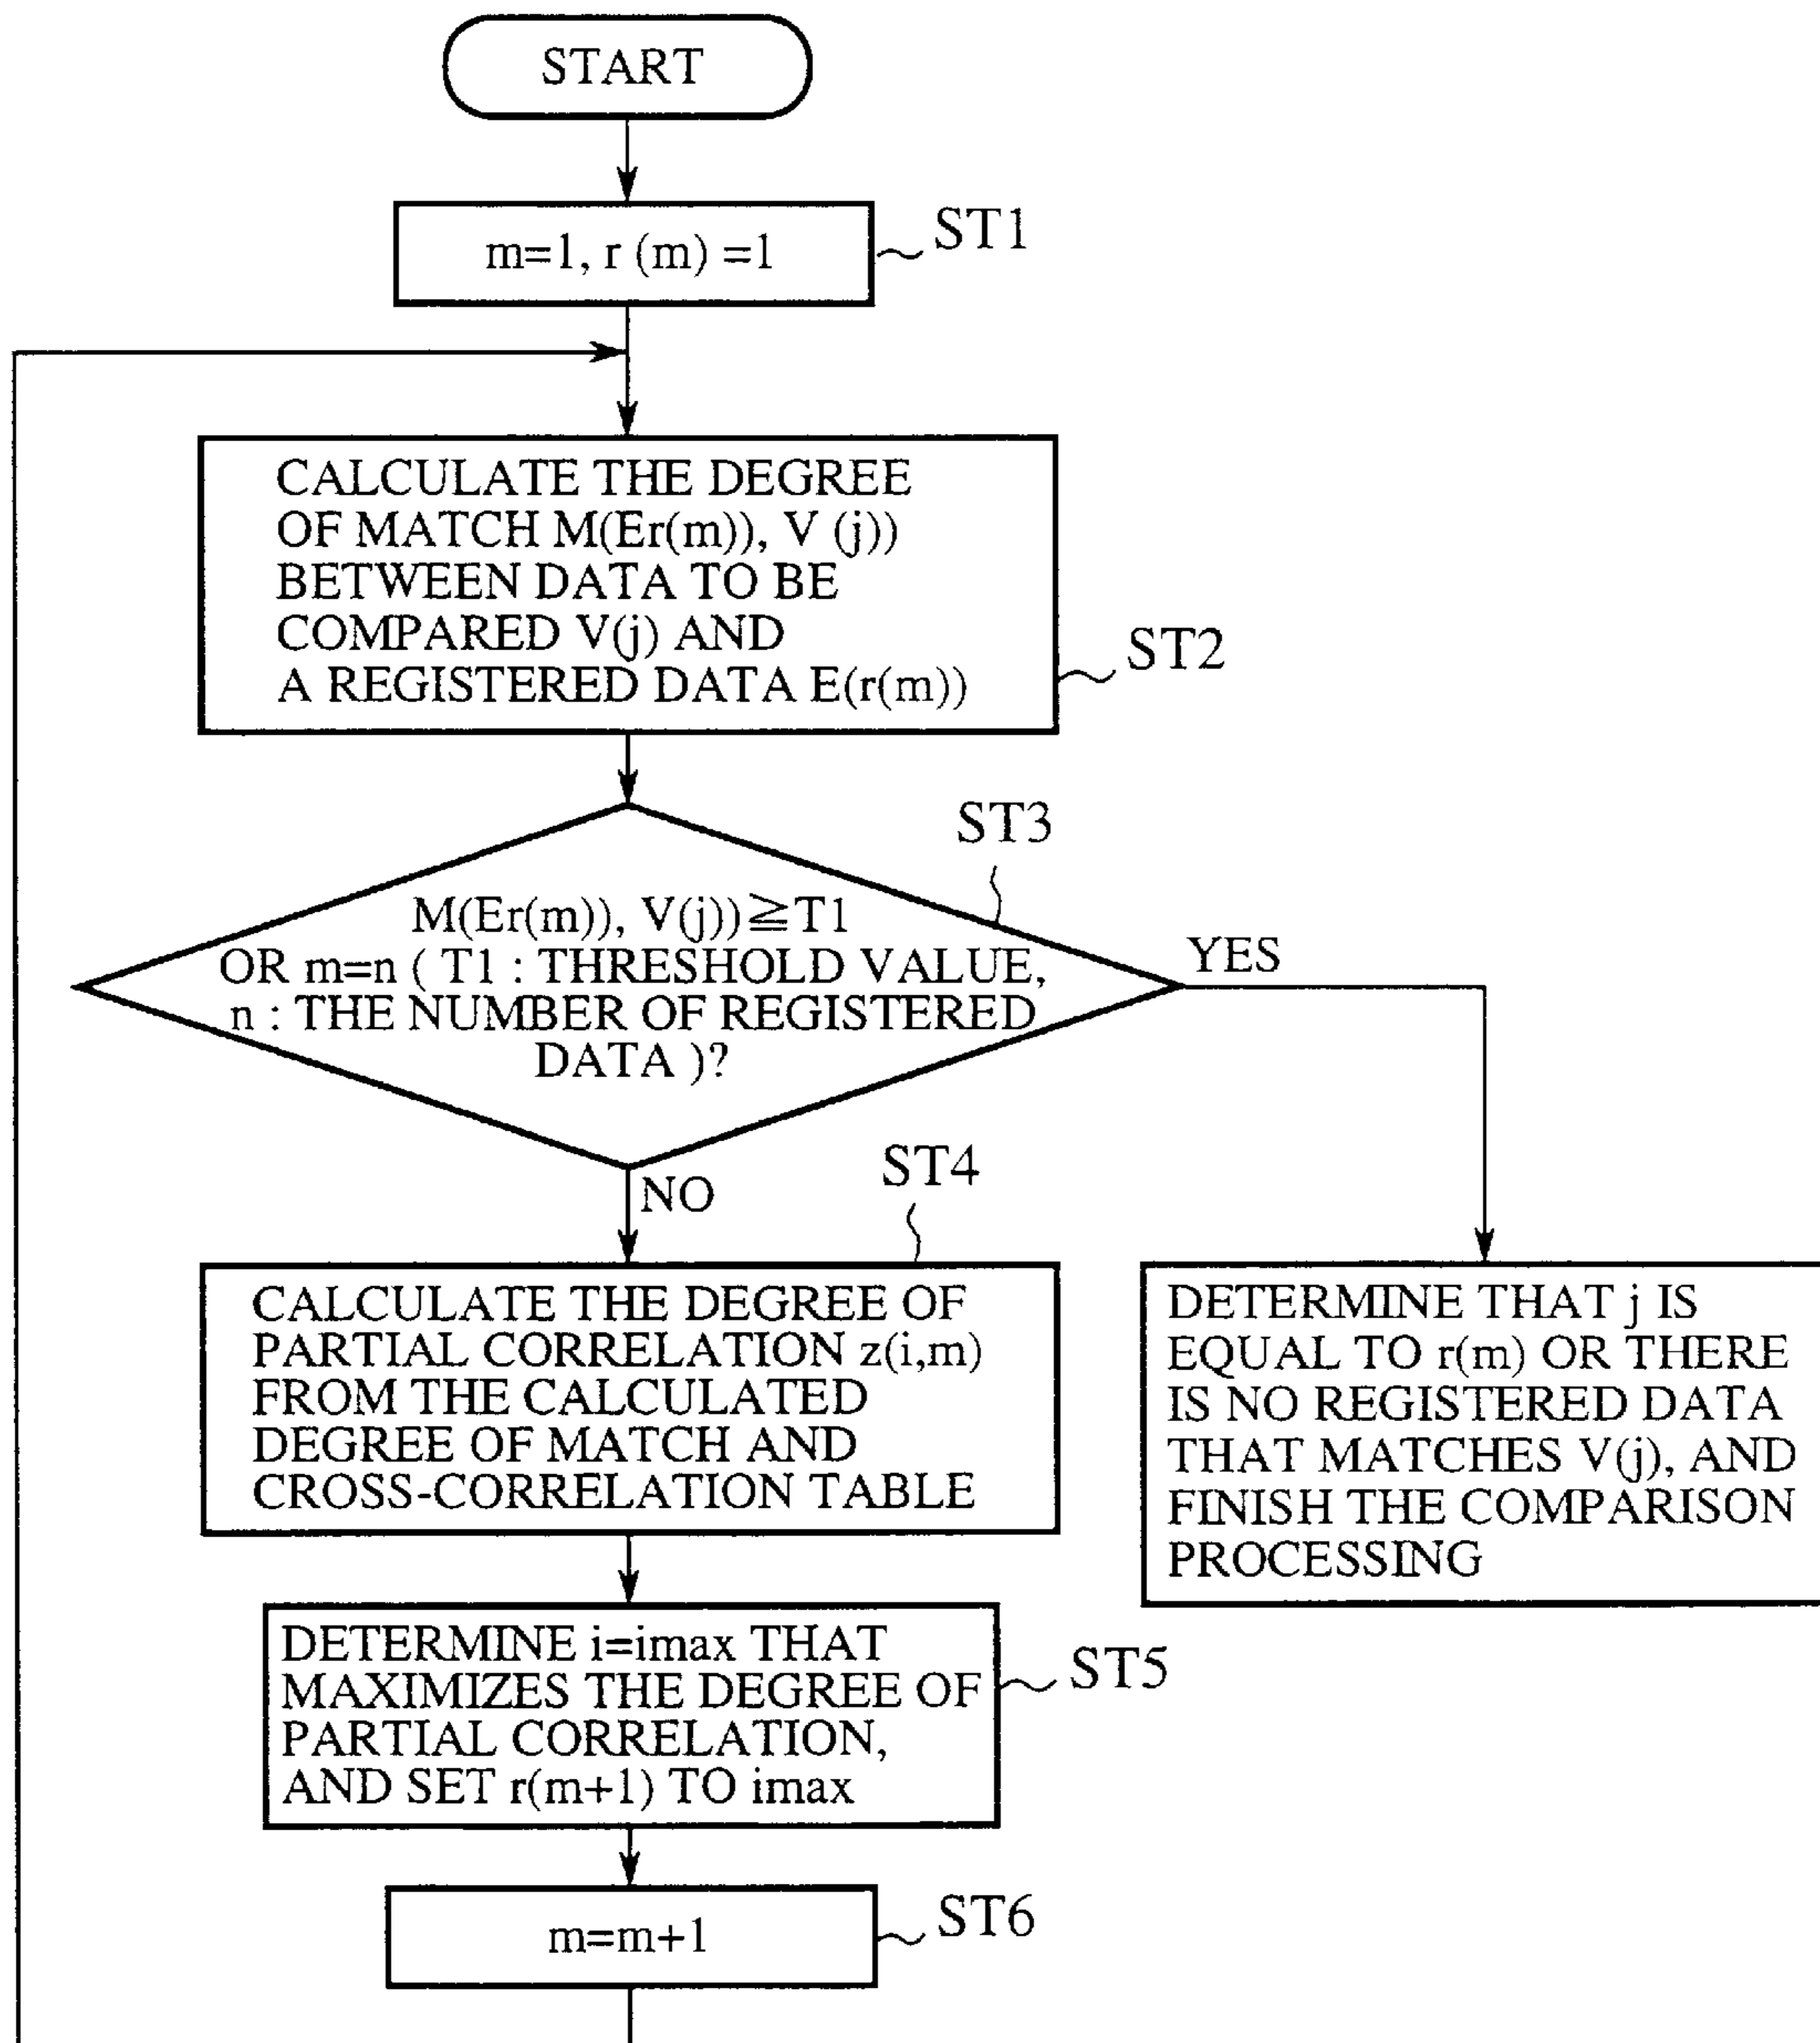 START
m=1, r (m) =1
ST1
CALCULATE THE DEGREE
OF MATCH M(Er(m)), V (j))
BETWEEN DATA TO BE
COMPARED V(j) AND
A REGISTERED DATA E(r(m))
ST2
ST3
M(Er(m)), V(j))≧T1
OR m=n ( T1 : THRESHOLD VALUE,
n : THE NUMBER OF REGISTERED
DATA )?
YES
NO
ST4
CALCULATE THE DEGREE OF
PARTIAL CORRELATION z(i,m)
FROM THE CALCULATED
DEGREE OF MATCH AND
CROSS-CORRELATION TABLE
DETERMINE THAT j IS
EQUAL TO r(m) OR THERE
IS NO REGISTERED DATA
THAT MATCHES V(j), AND
FINISH THE COMPARISON
PROCESSING
DETERMINE i=imax THAT
MAXIMIZES THE DEGREE OF
PARTIAL CORRELATION,
AND SET r(m+1) TO imax
ST5
m=m+1
ST6